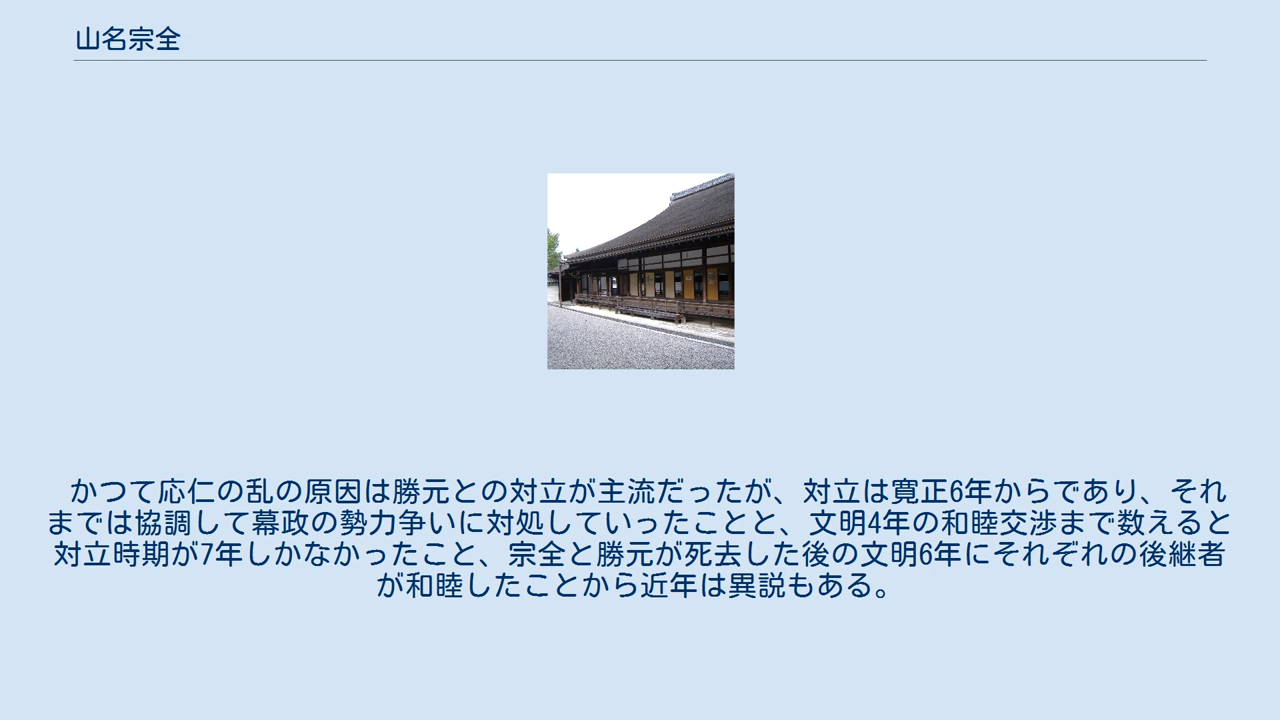 山名宗全
かつて応仁の乱の原因は勝元との対立が主流だったが、対立は寛正6年からであり、それ
までは協調して幕政の勢力争いに対処していったことと、文明4年の和睦交渉まで数えると
対立時期が7年しかなかったこと、宗全と勝元が死去した後の文明6年にそれぞれの後継者
が和睦したことから近年は異説もある。